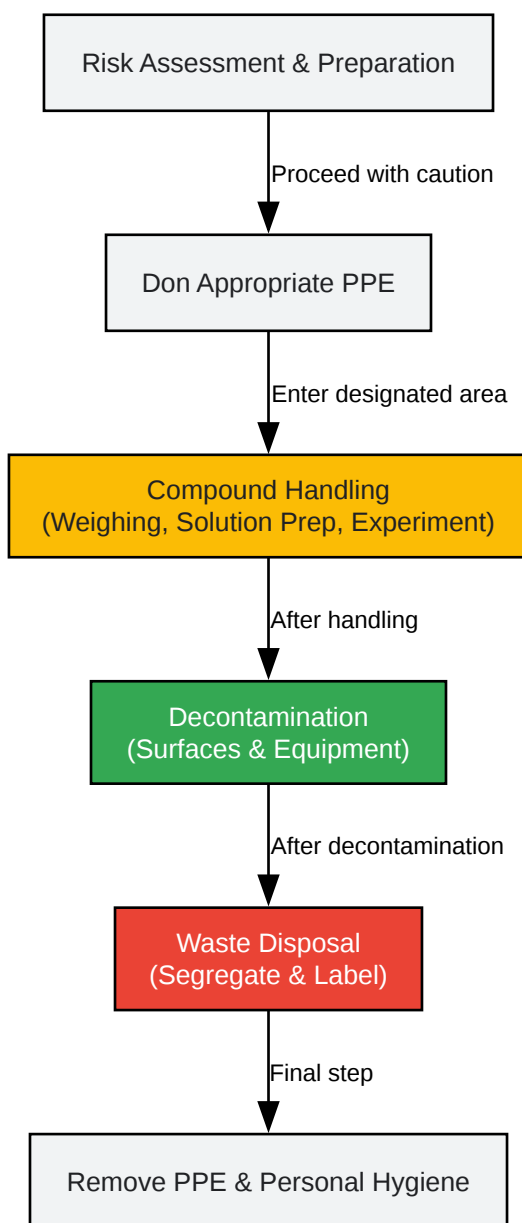 Risk Assessment & Preparation
Proceed with caution
Don Appropriate PPE
Enter designated area
Compound Handling
(Weighing, Solution Prep, Experiment)
After handling
Decontamination
(Surfaces & Equipment)
After decontamination
Waste Disposal
(Segregate & Label)
Final step
Remove PPE & Personal Hygiene